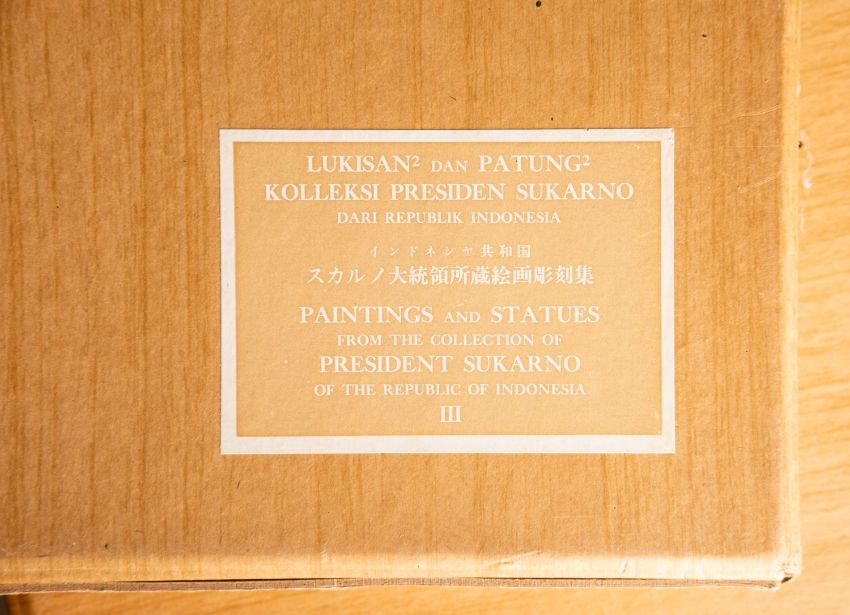 LUKISAN² DAN PATUNG²
KOLLEKSI PRESIDEN SUKARNO
DARI REPUBLIK INDONESIA
インドネシヤ共和国
スカルノ大統領所蔵絵画彫刻集
PAINTINGS AND STATUES
FROM THE COLLECTION OF
PRESIDENT SUKARNO
OF THE REPUBLIC OF INDONESIA
III